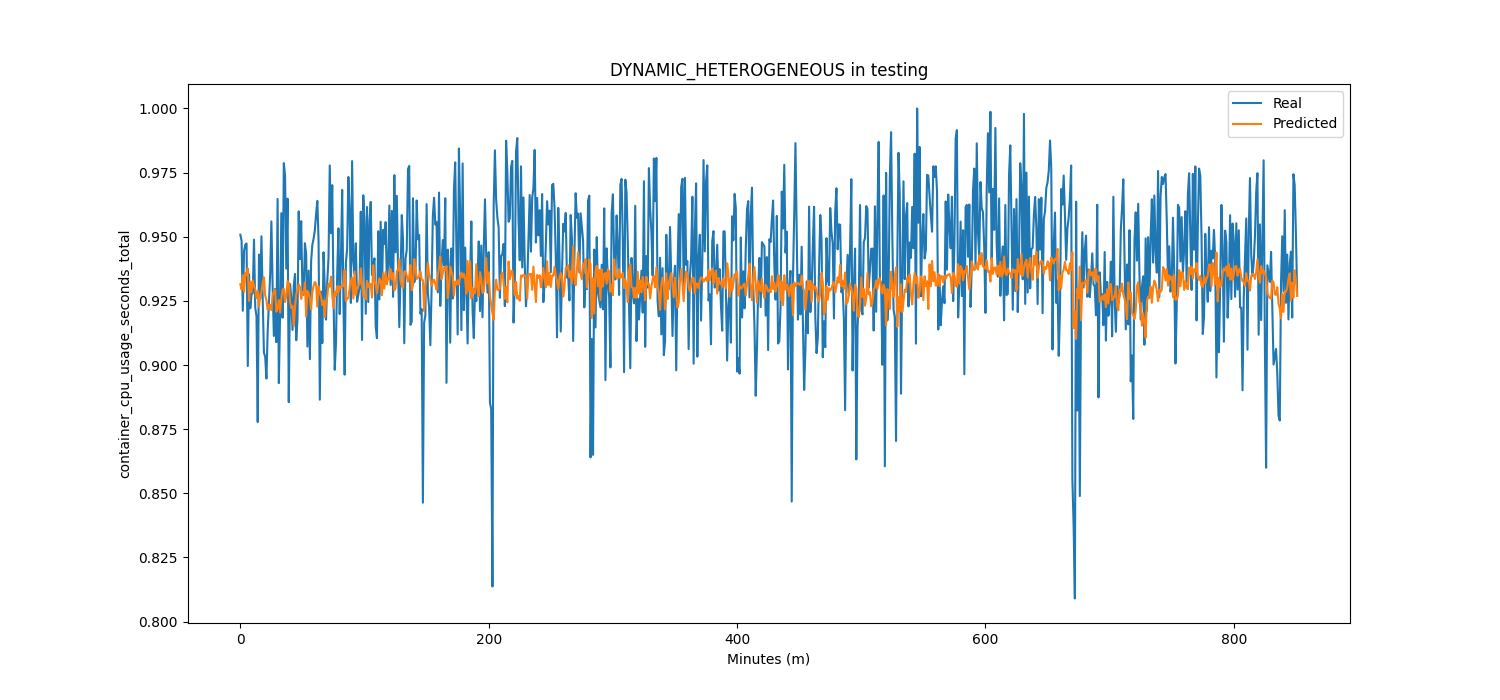 DYNAMIC_HETEROGENEOUS in testing
Real
Predicted
container_cpu_usage_seconds_total
1.000
0.975
0.950
0.925
0.900
0.875
0.850
0.825
0.800
0
200
400
600
800
Minutes (m)